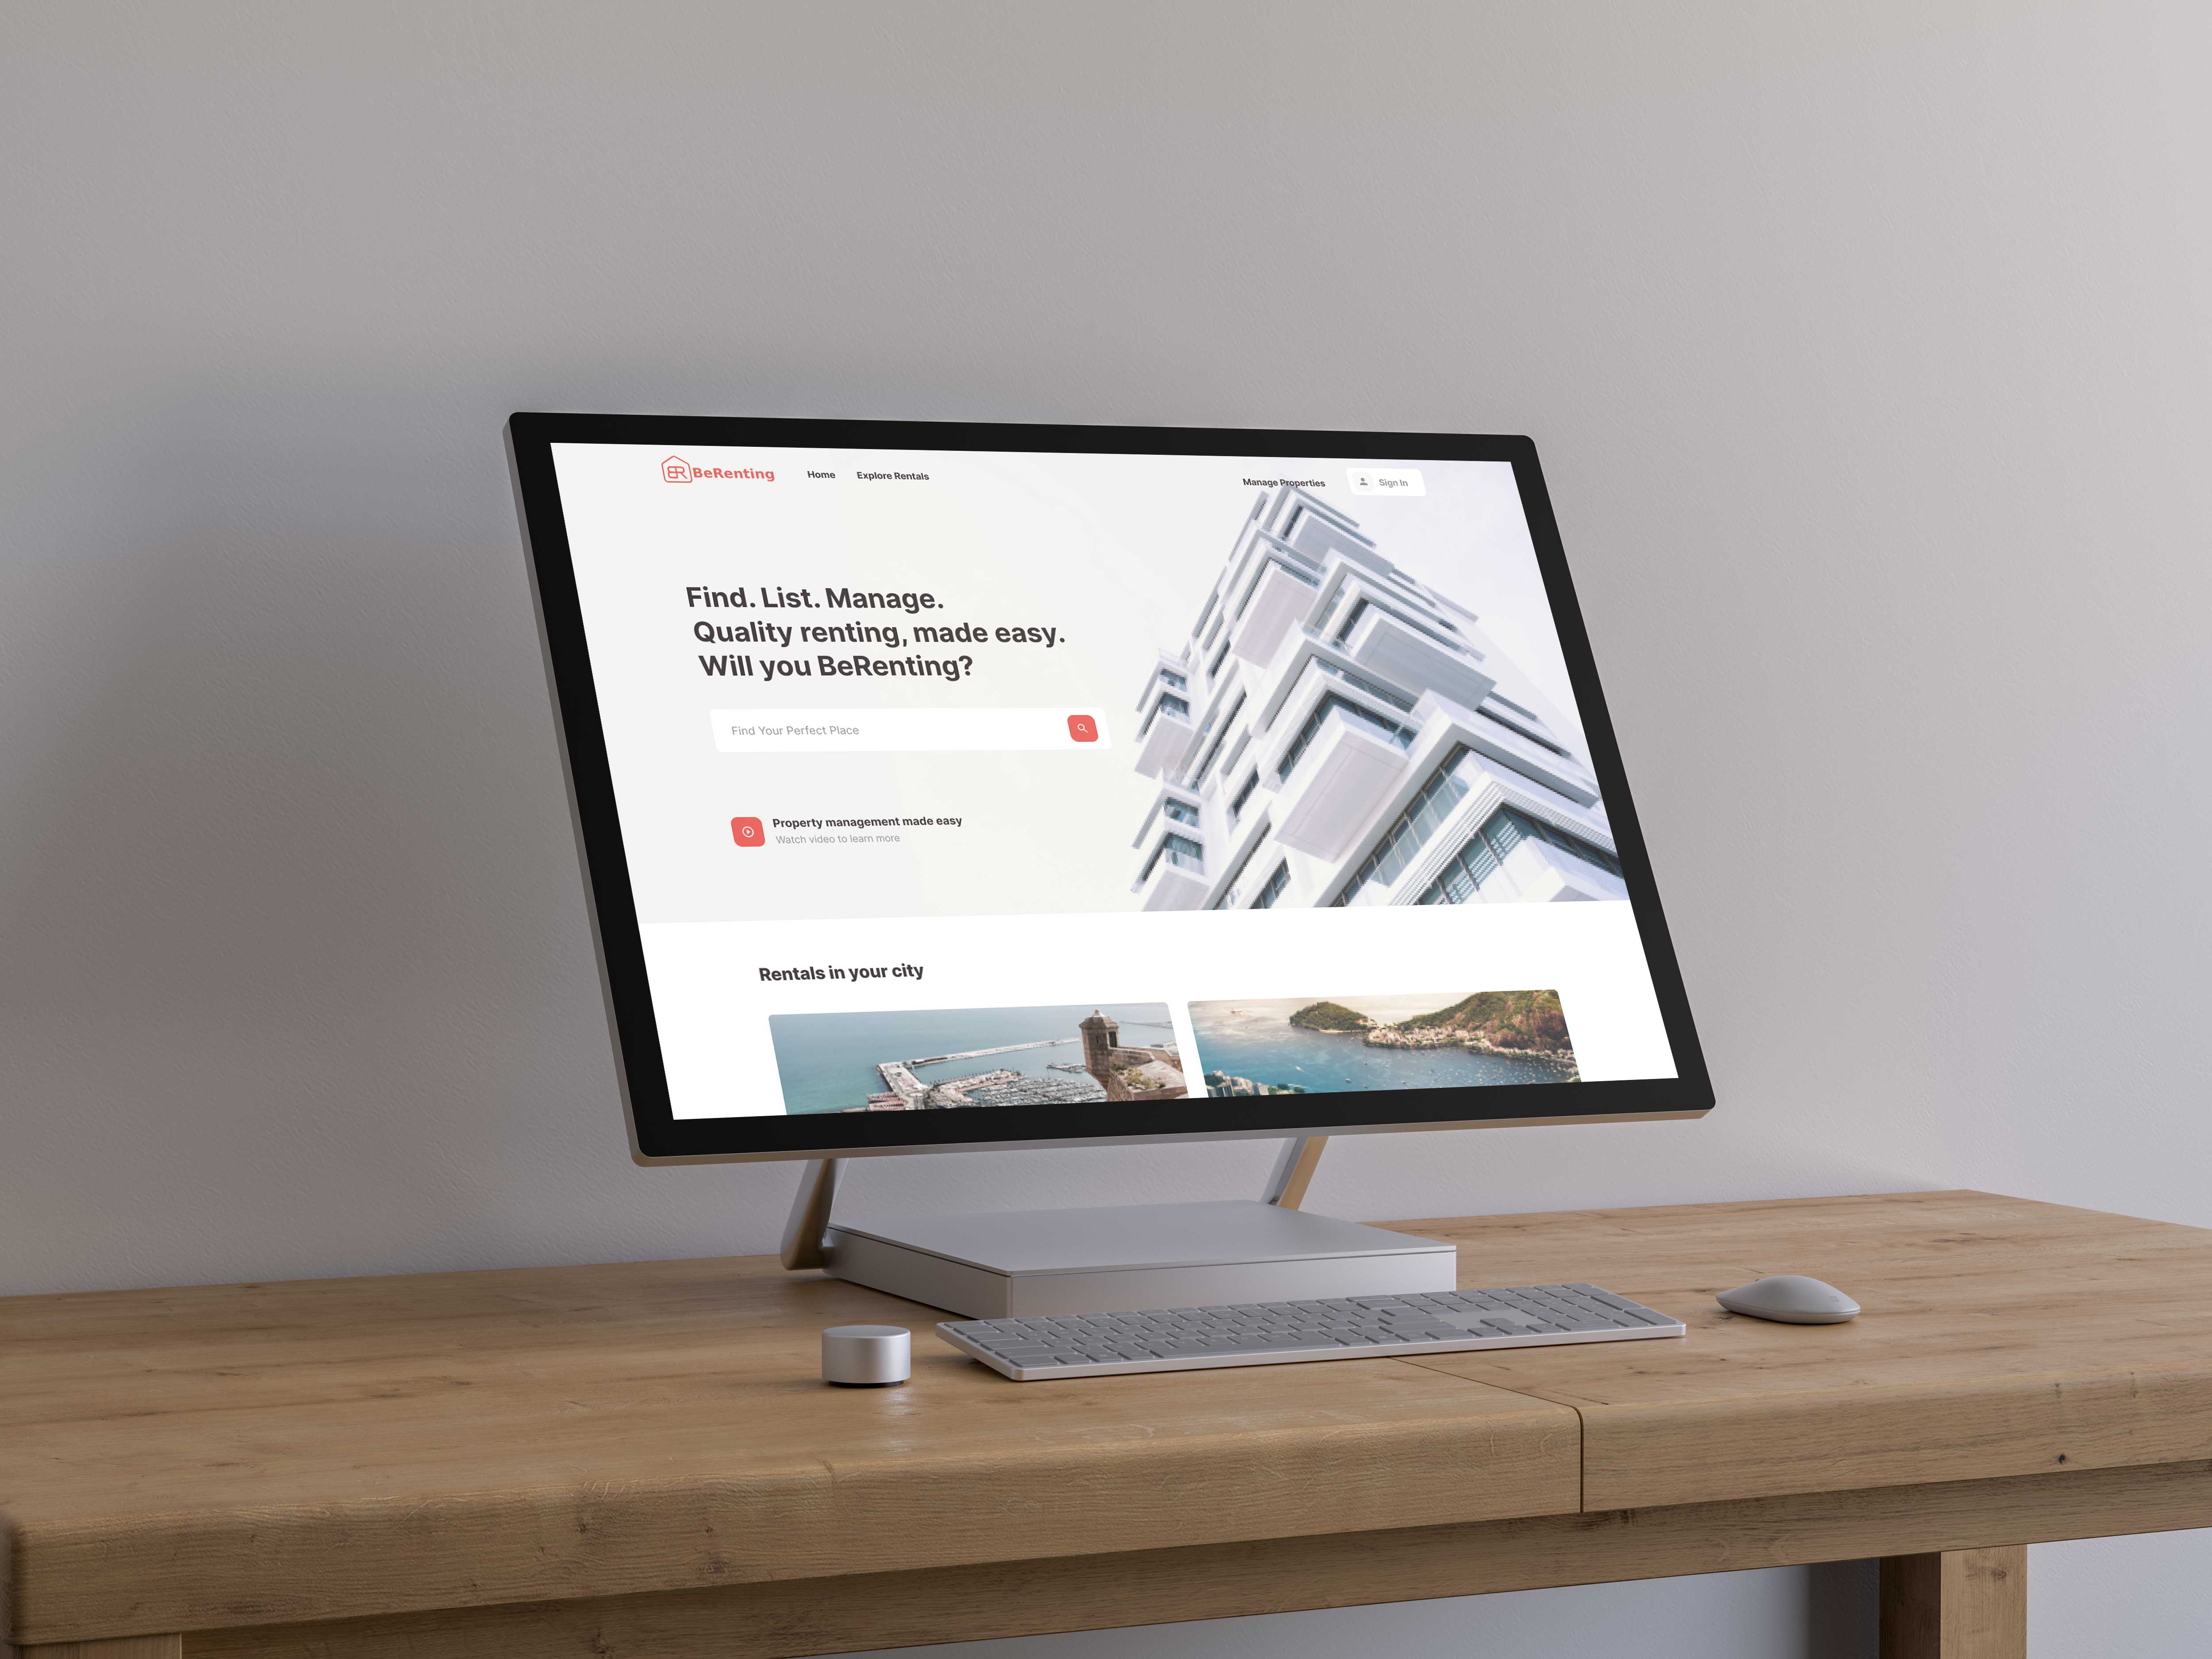 BR BeRenting
Home
Explore Rentals
Manage Properties
Sign In
Find. List. Manage.
Quality renting, made easy.
Will you BeRenting?
Find Your Perfect Place
Property management made easy
Watch video to learn more
Rentals in your city